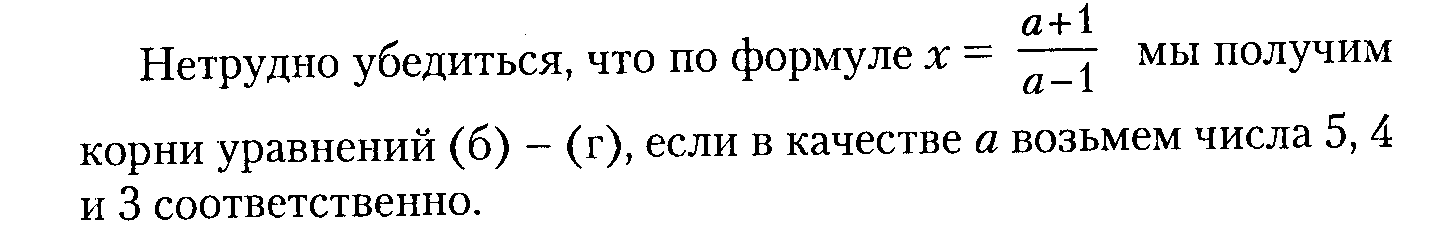 Нетрудно убедиться, что по формуле x = \frac{a+1}{a-1} мы получим
корни уравнений (б) – (г), если в качестве a возьмем числа 5, 4
и 3 соответственно.